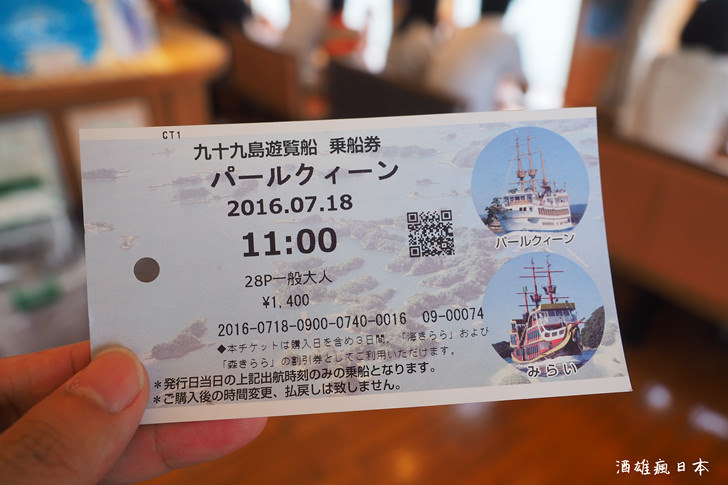 CT1
九十九島遊覧船 乗船券
パールクィーン
2016.07.18
11:00
28P一般大人
¥1,400
2016-0718-0900-0740-0016 09-00074
◆本チケットは購入日を含め3日間、「海きらら」および
「森きらら」の割引券としてご利用いただけます。
*発行日当日の上記出航時刻のみの乗船となります。
*ご購入後の時間変更、払戻しは致しません。
パールクィーン
みらい
酒雄瘋日本